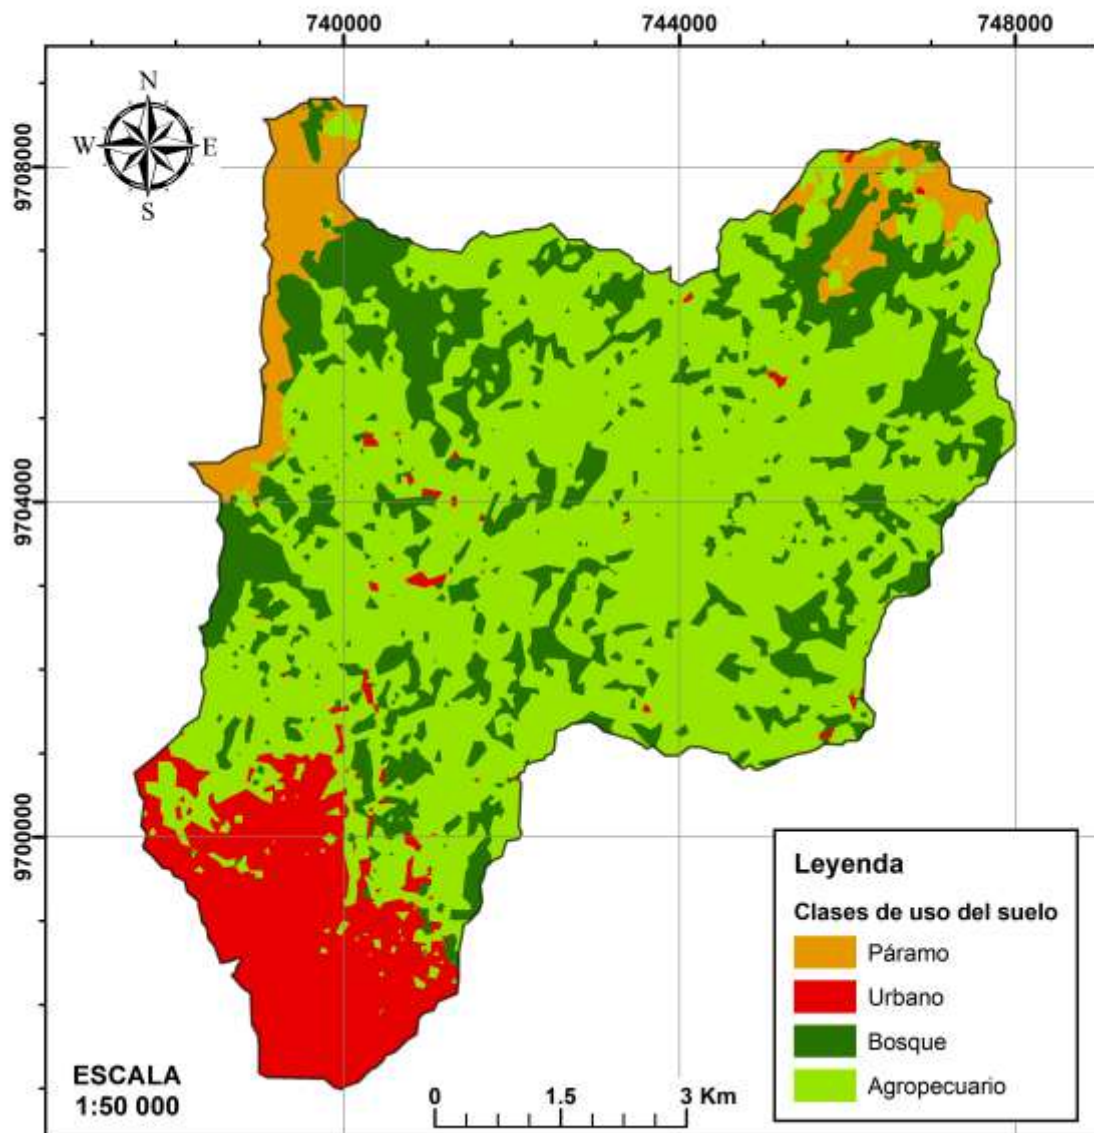 740000 744000 748000
N
W E
S
9708000
9704000
9700000
Leyenda
Clases de uso del suelo
Páramo
Urbano
Bosque
Agropecuario
ESCALA
1:50 000
0 1.5 3 Km